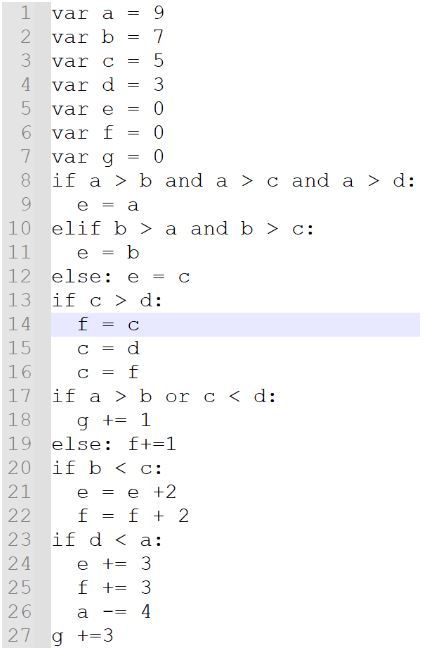 1 var a = 9
2 var b = 7
3 var c = 5
4 var d = 3
5 var e = 0
6 var f = 0
7 var g = 0
8 if a > b and a > c and a > d:
9   e = a
10 elif b > a and b > c:
11   e = b
12 else: e = c
13 if c > d:
14   f = c
15   c = d
16   c = f
17 if a > b or c < d:
18   g += 1
19 else: f+=1
20 if b < c:
21   e = e +2
22   f = f + 2
23 if d < a:
24   e += 3
25   f += 3
26   a -= 4
27 g +=3